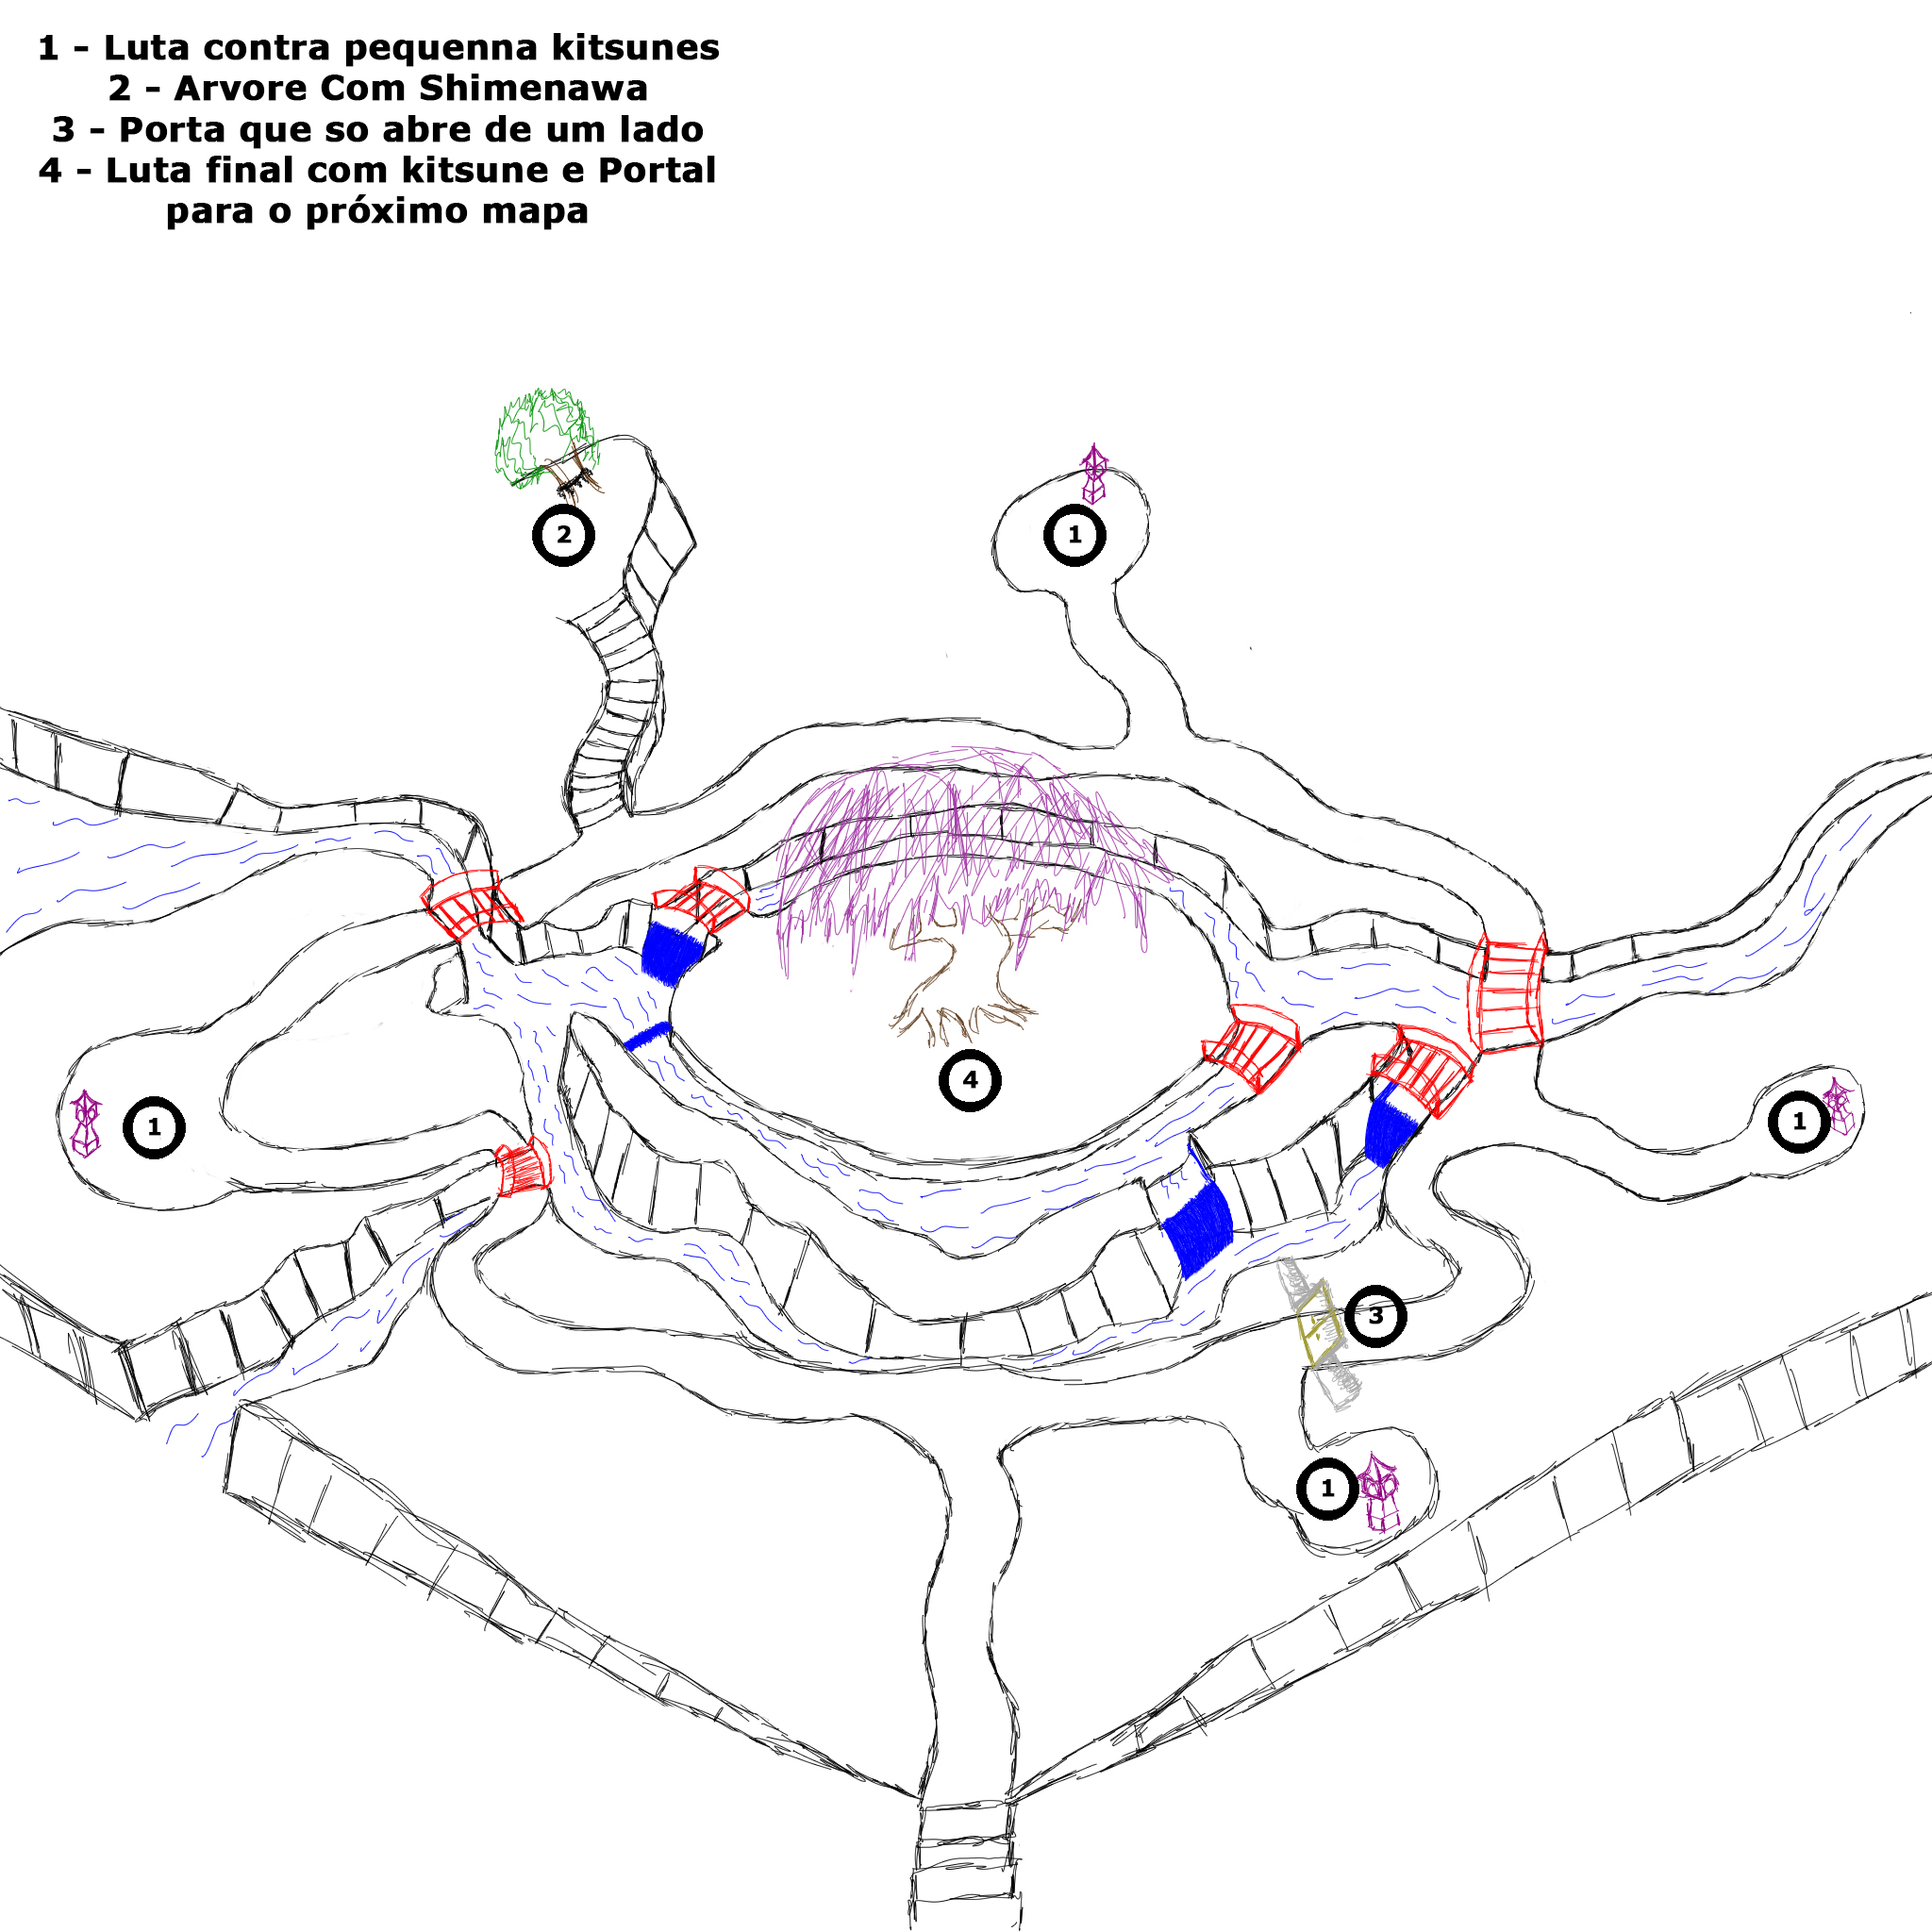 1 - Luta contra pequenna kitsunes
2 - Arvore Com Shimenawa
3 - Porta que so abre de um lado
4 - Luta final com kitsune e Portal
para o próximo mapa
2
1
4
1
1
3
1